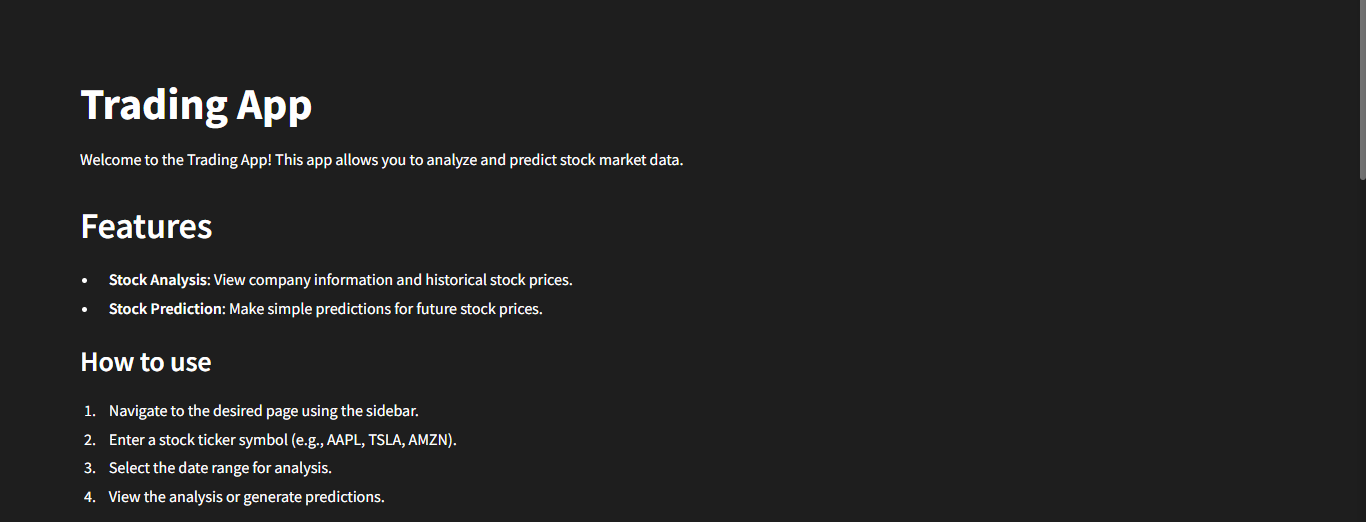 Trading App
Welcome to the Trading App! This app allows you to analyze and predict stock market data.
Features
• Stock Analysis: View company information and historical stock prices.
• Stock Prediction: Make simple predictions for future stock prices.
How to use
1. Navigate to the desired page using the sidebar.
2. Enter a stock ticker symbol (e.g., AAPL, TSLA, AMZN).
3. Select the date range for analysis.
4. View the analysis or generate predictions.